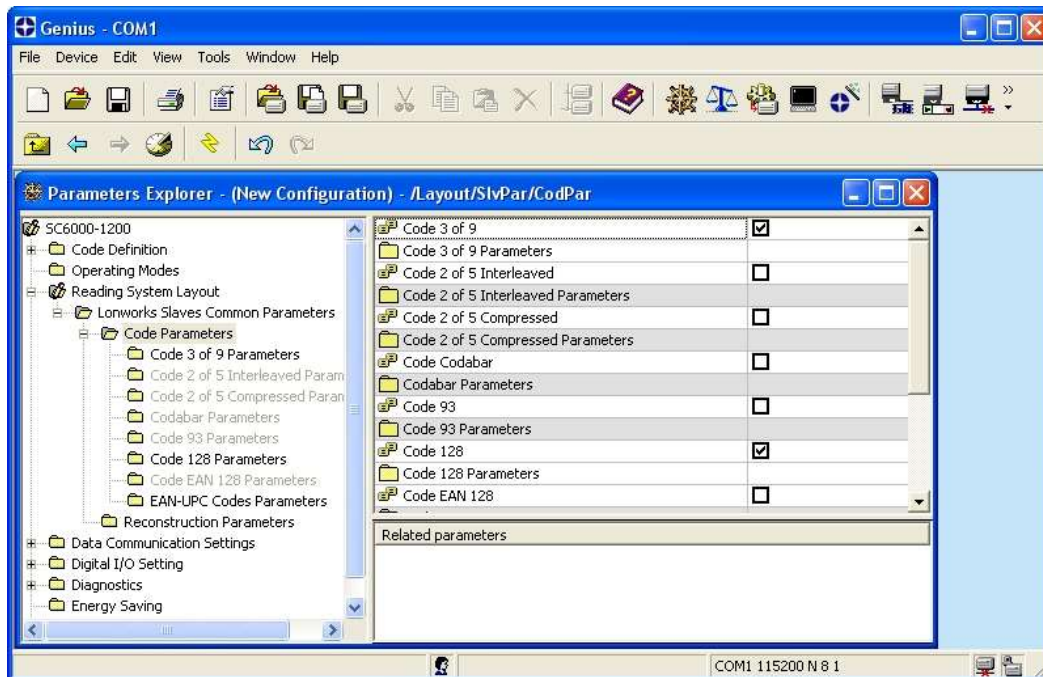 Genius - COM1
File Device Edit View Tools Window Help
Parameters Explorer - (New Configuration) - /Layout/SlvPar/CodPar
SC6000-1200
Code Definition
Operating Modes
Reading System Layout
Lonworks Slaves Common Parameters
Code Parameters
Code 3 of 9 Parameters
Code 2 of 5 Interleaved Param
Code 2 of 5 Compressed Paran
Codabar Parameters
Code 93 Parameters
Code 128 Parameters
Code EAN 128 Parameters
EAN-UPC Codes Parameters
Reconstruction Parameters
Data Communication Settings
Digital I/O Setting
Diagnostics
Energy Saving
Code 3 of 9
Code 3 of 9 Parameters
Code 2 of 5 Interleaved
Code 2 of 5 Interleaved Parameters
Code 2 of 5 Compressed
Code 2 of 5 Compressed Parameters
Code Codabar
Codabar Parameters
Code 93
Code 93 Parameters
Code 128
Code 128 Parameters
Code EAN 128
Related parameters
COM1 115200 N 8 1